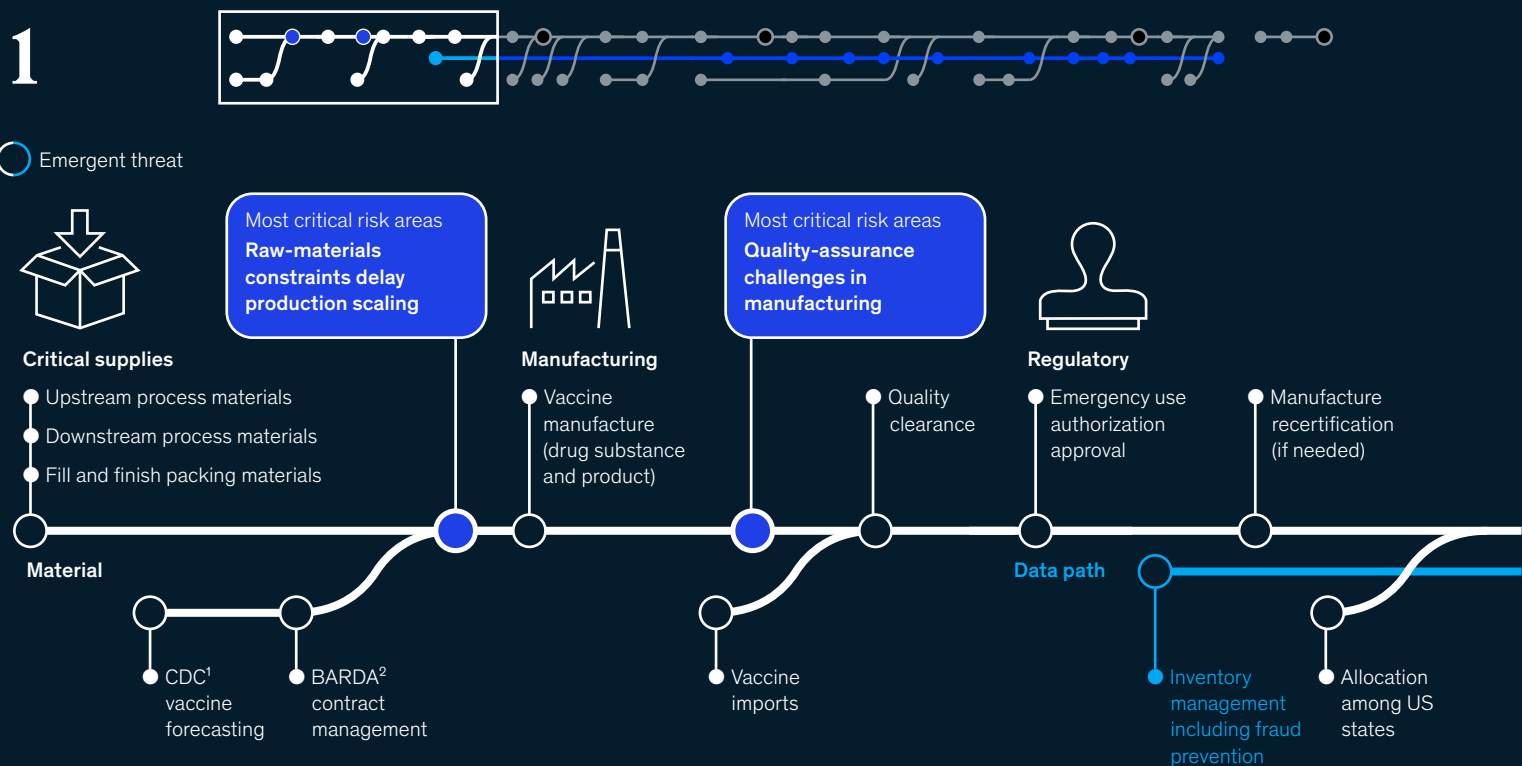 1
Emergent threat
Most critical risk areas
Raw-materials
constraints delay
production scaling
Most critical risk areas
Quality-assurance
challenges in
manufacturing
Critical supplies
Upstream process materials
Downstream process materials
Fill and finish packing materials
Manufacturing
Vaccine
manufacture
(drug substance
and product)
Quality
clearance
Regulatory
Emergency use
authorization
approval
Manufacture
recertification
(if needed)
Material
Data path
CDC¹
vaccine
forecasting
BARDA²
contract
management
Vaccine
imports
Inventory
management
including fraud
prevention
Allocation
among US
states